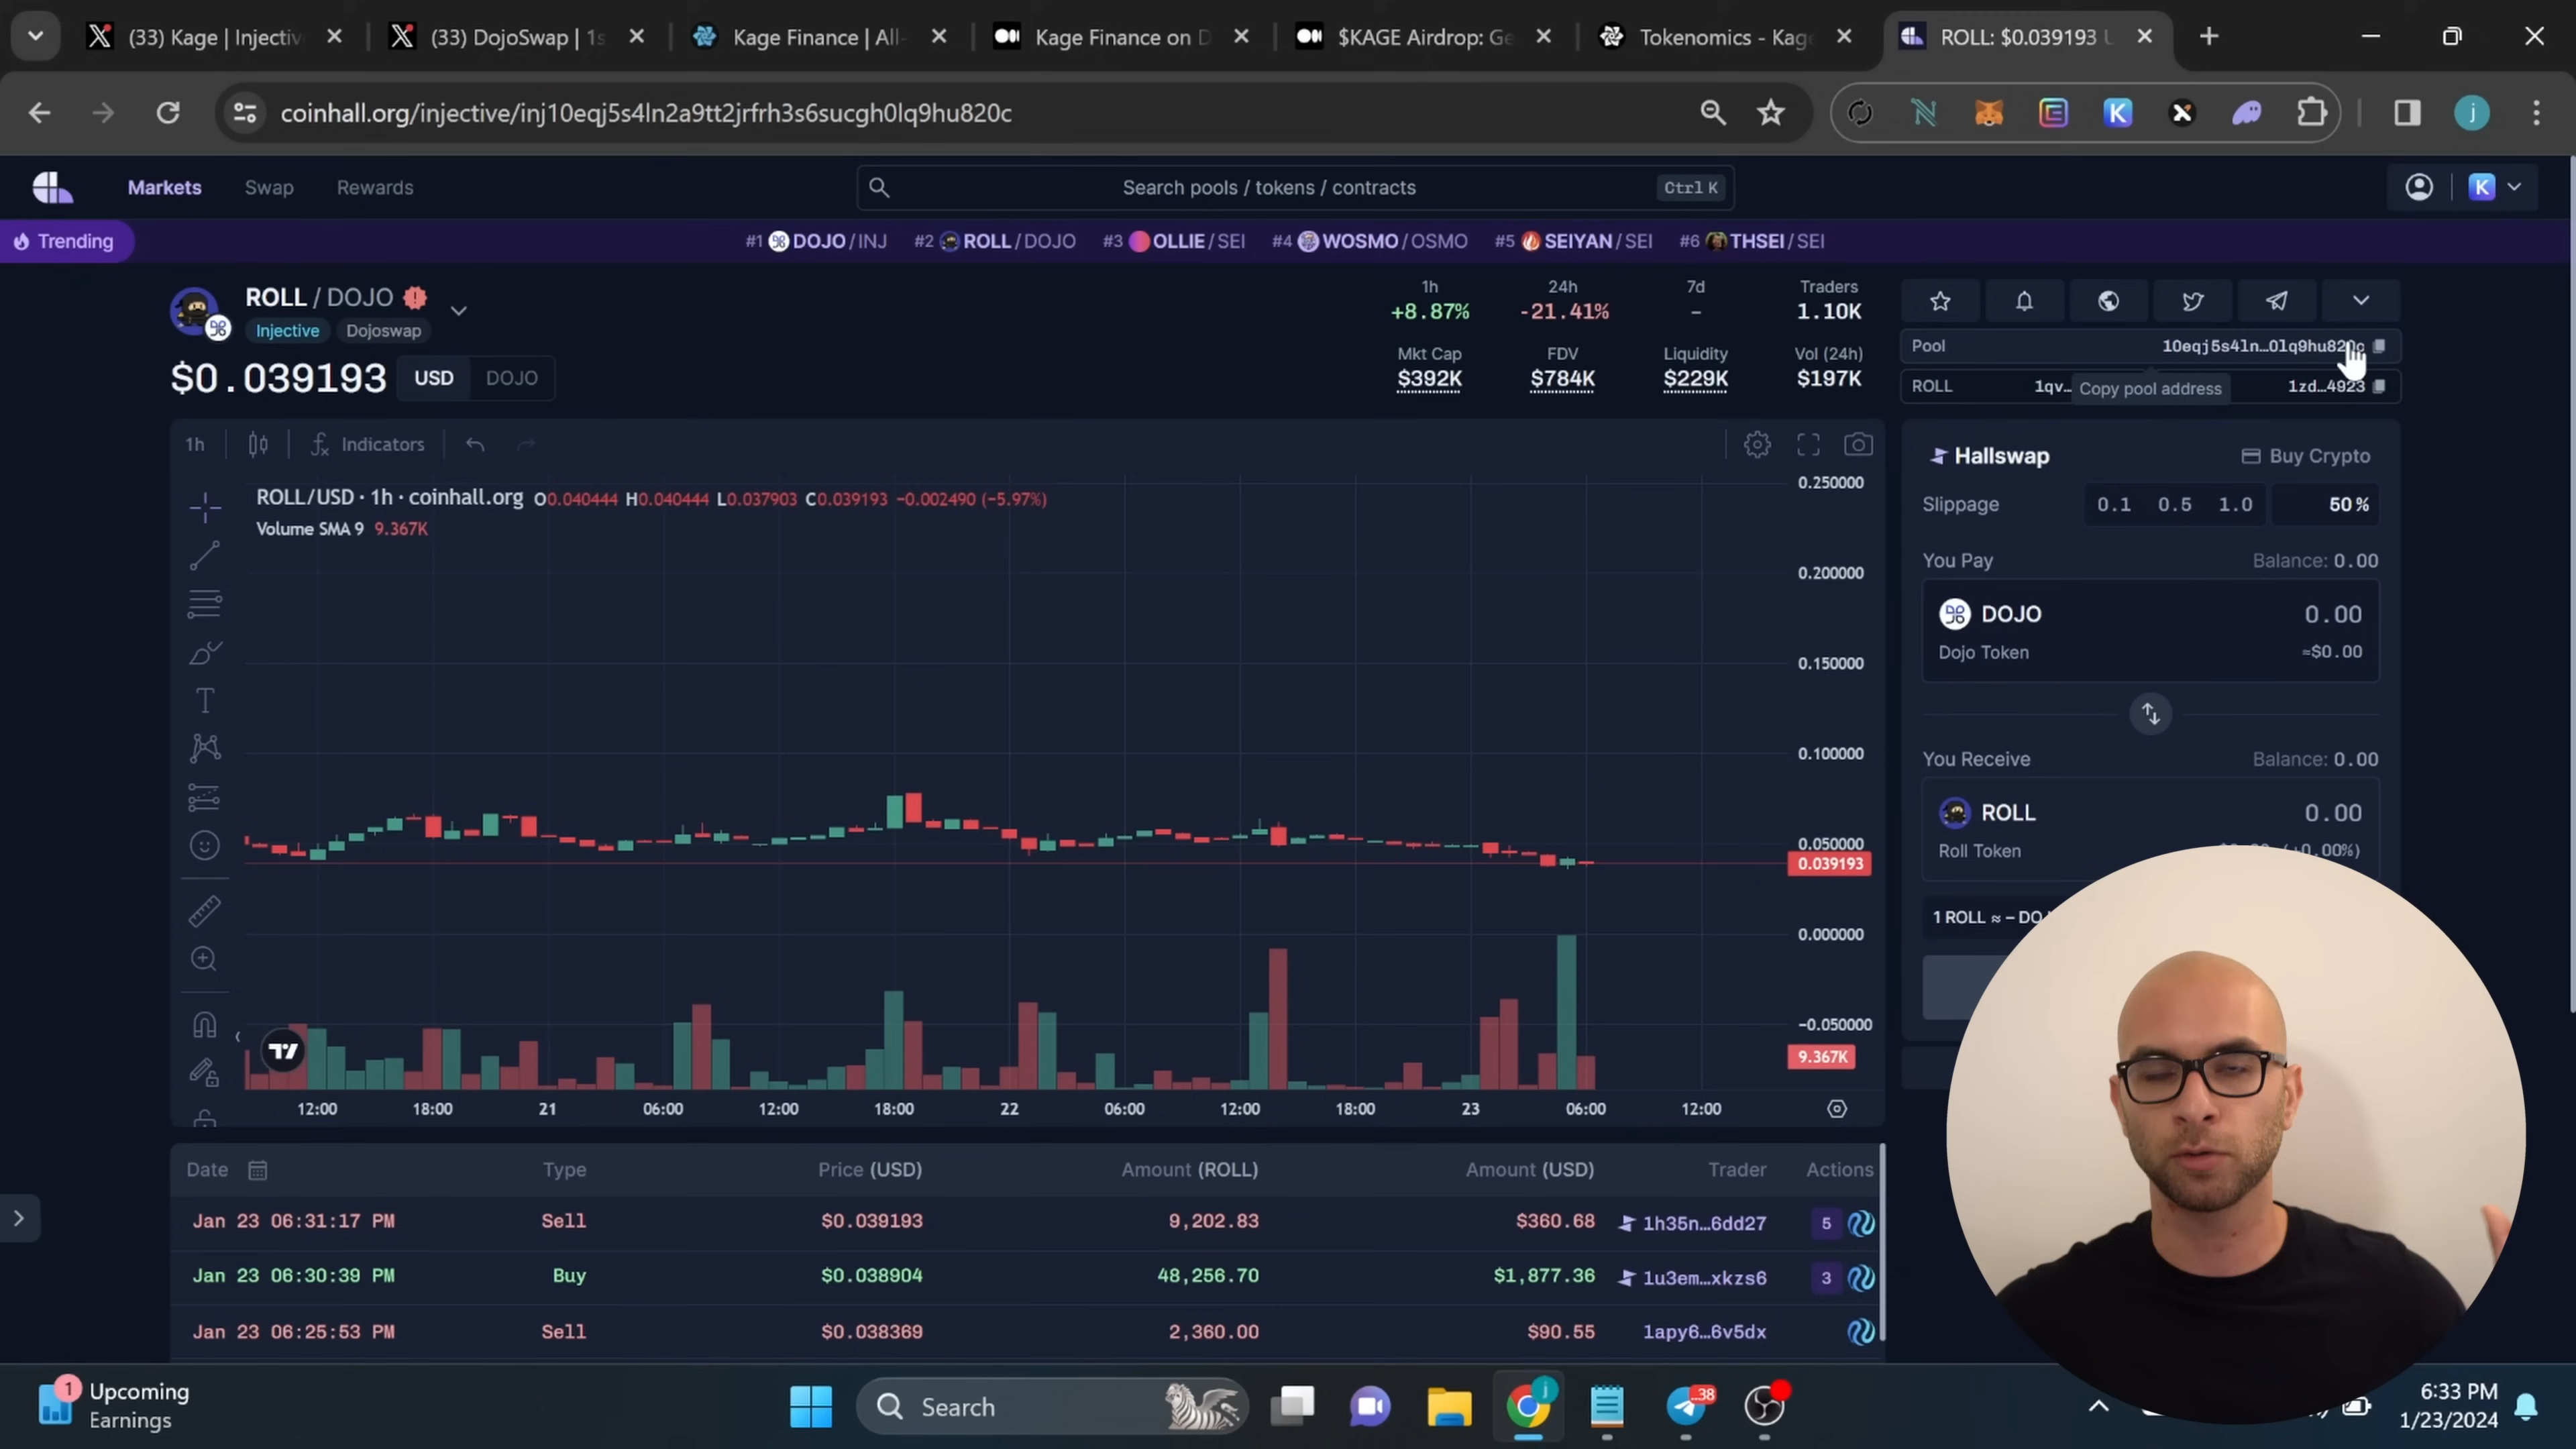 (33) Kage | Injectiv
(33) DojoSwap | 1s
Kage Finance | All-
Kage Finance on D
$KAGE Airdrop: Ge
Tokenomics - Kage
ROLL: $0.039193 U
coinhall.org/injective/inj10eqj5s4ln2a9tt2jrfrh3s6sucgh0lq9hu820c
K
j
Markets
Swap
Rewards
Search pools / tokens / contracts
Ctrl K
K
Trending
#1 DOJO/INJ
#2 ROLL/DOJO
#3 OLLIE/SEI
#4 WOSMO/OSMO
#5 SEIYAN/SEI
#6 THSEI/SEI
ROLL / DOJO
Injective
Dojoswap
$0.039193
USD
DOJO
1h
24h
7d
Traders
+8.87%
-21.41%
–
1.10K
Mkt Cap
FDV
Liquidity
Vol (24h)
$392K
$784K
$229K
$197K
Pool
10eqj5s4ln…0lq9hu820c
ROLL
1qv…
1zd…4923
Copy pool address
1h
Indicators
ROLL/USD · 1h · coinhall.org O0.040444 H0.040444 L0.037903 C0.039193 −0.002490 (−5.97%)
Volume SMA 9 9.367K
0.250000
0.200000
0.150000
0.100000
0.050000
0.039193
0.000000
−0.050000
9.367K
12:00
18:00
21
06:00
12:00
18:00
22
06:00
12:00
18:00
23
06:00
12:00
Hallswap
Buy Crypto
Slippage
0.1
0.5
1.0
50 %
You Pay
Balance: 0.00
DOJO
0.00
Dojo Token
≈$0.00
You Receive
Balance: 0.00
ROLL
0.00
Roll Token
1 ROLL ≈ – DO
Date
Type
Price (USD)
Amount (ROLL)
Amount (USD)
Trader
Actions
Jan 23 06:31:17 PM
Sell
$0.039193
9,202.83
$360.68
1h35n…6dd27
5
Jan 23 06:30:39 PM
Buy
$0.038904
48,256.70
$1,877.36
1u3em…xkzs6
3
Jan 23 06:25:53 PM
Sell
$0.038369
2,360.00
$90.55
1apy6…6v5dx
1
Upcoming
Earnings
Search
j
..38
6:33 PM
1/23/2024